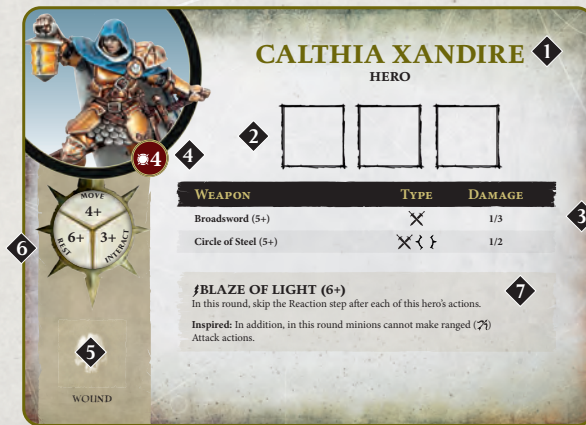 CALTHIA XANDIRE
1
HERO
2
4
4
WEAPON TYPE DAMAGE
Broadsword (5+) 1/3
3
Circle of Steel (5+) 1/2
MOVE
4+
6+
REST
3+
INTERACT
6
BLAZE OF LIGHT (6+)
7
In this round, skip the Reaction step after each of this hero's actions.
Inspired: In addition, in this round minions cannot make ranged ( )
Attack actions.
5
WOUND